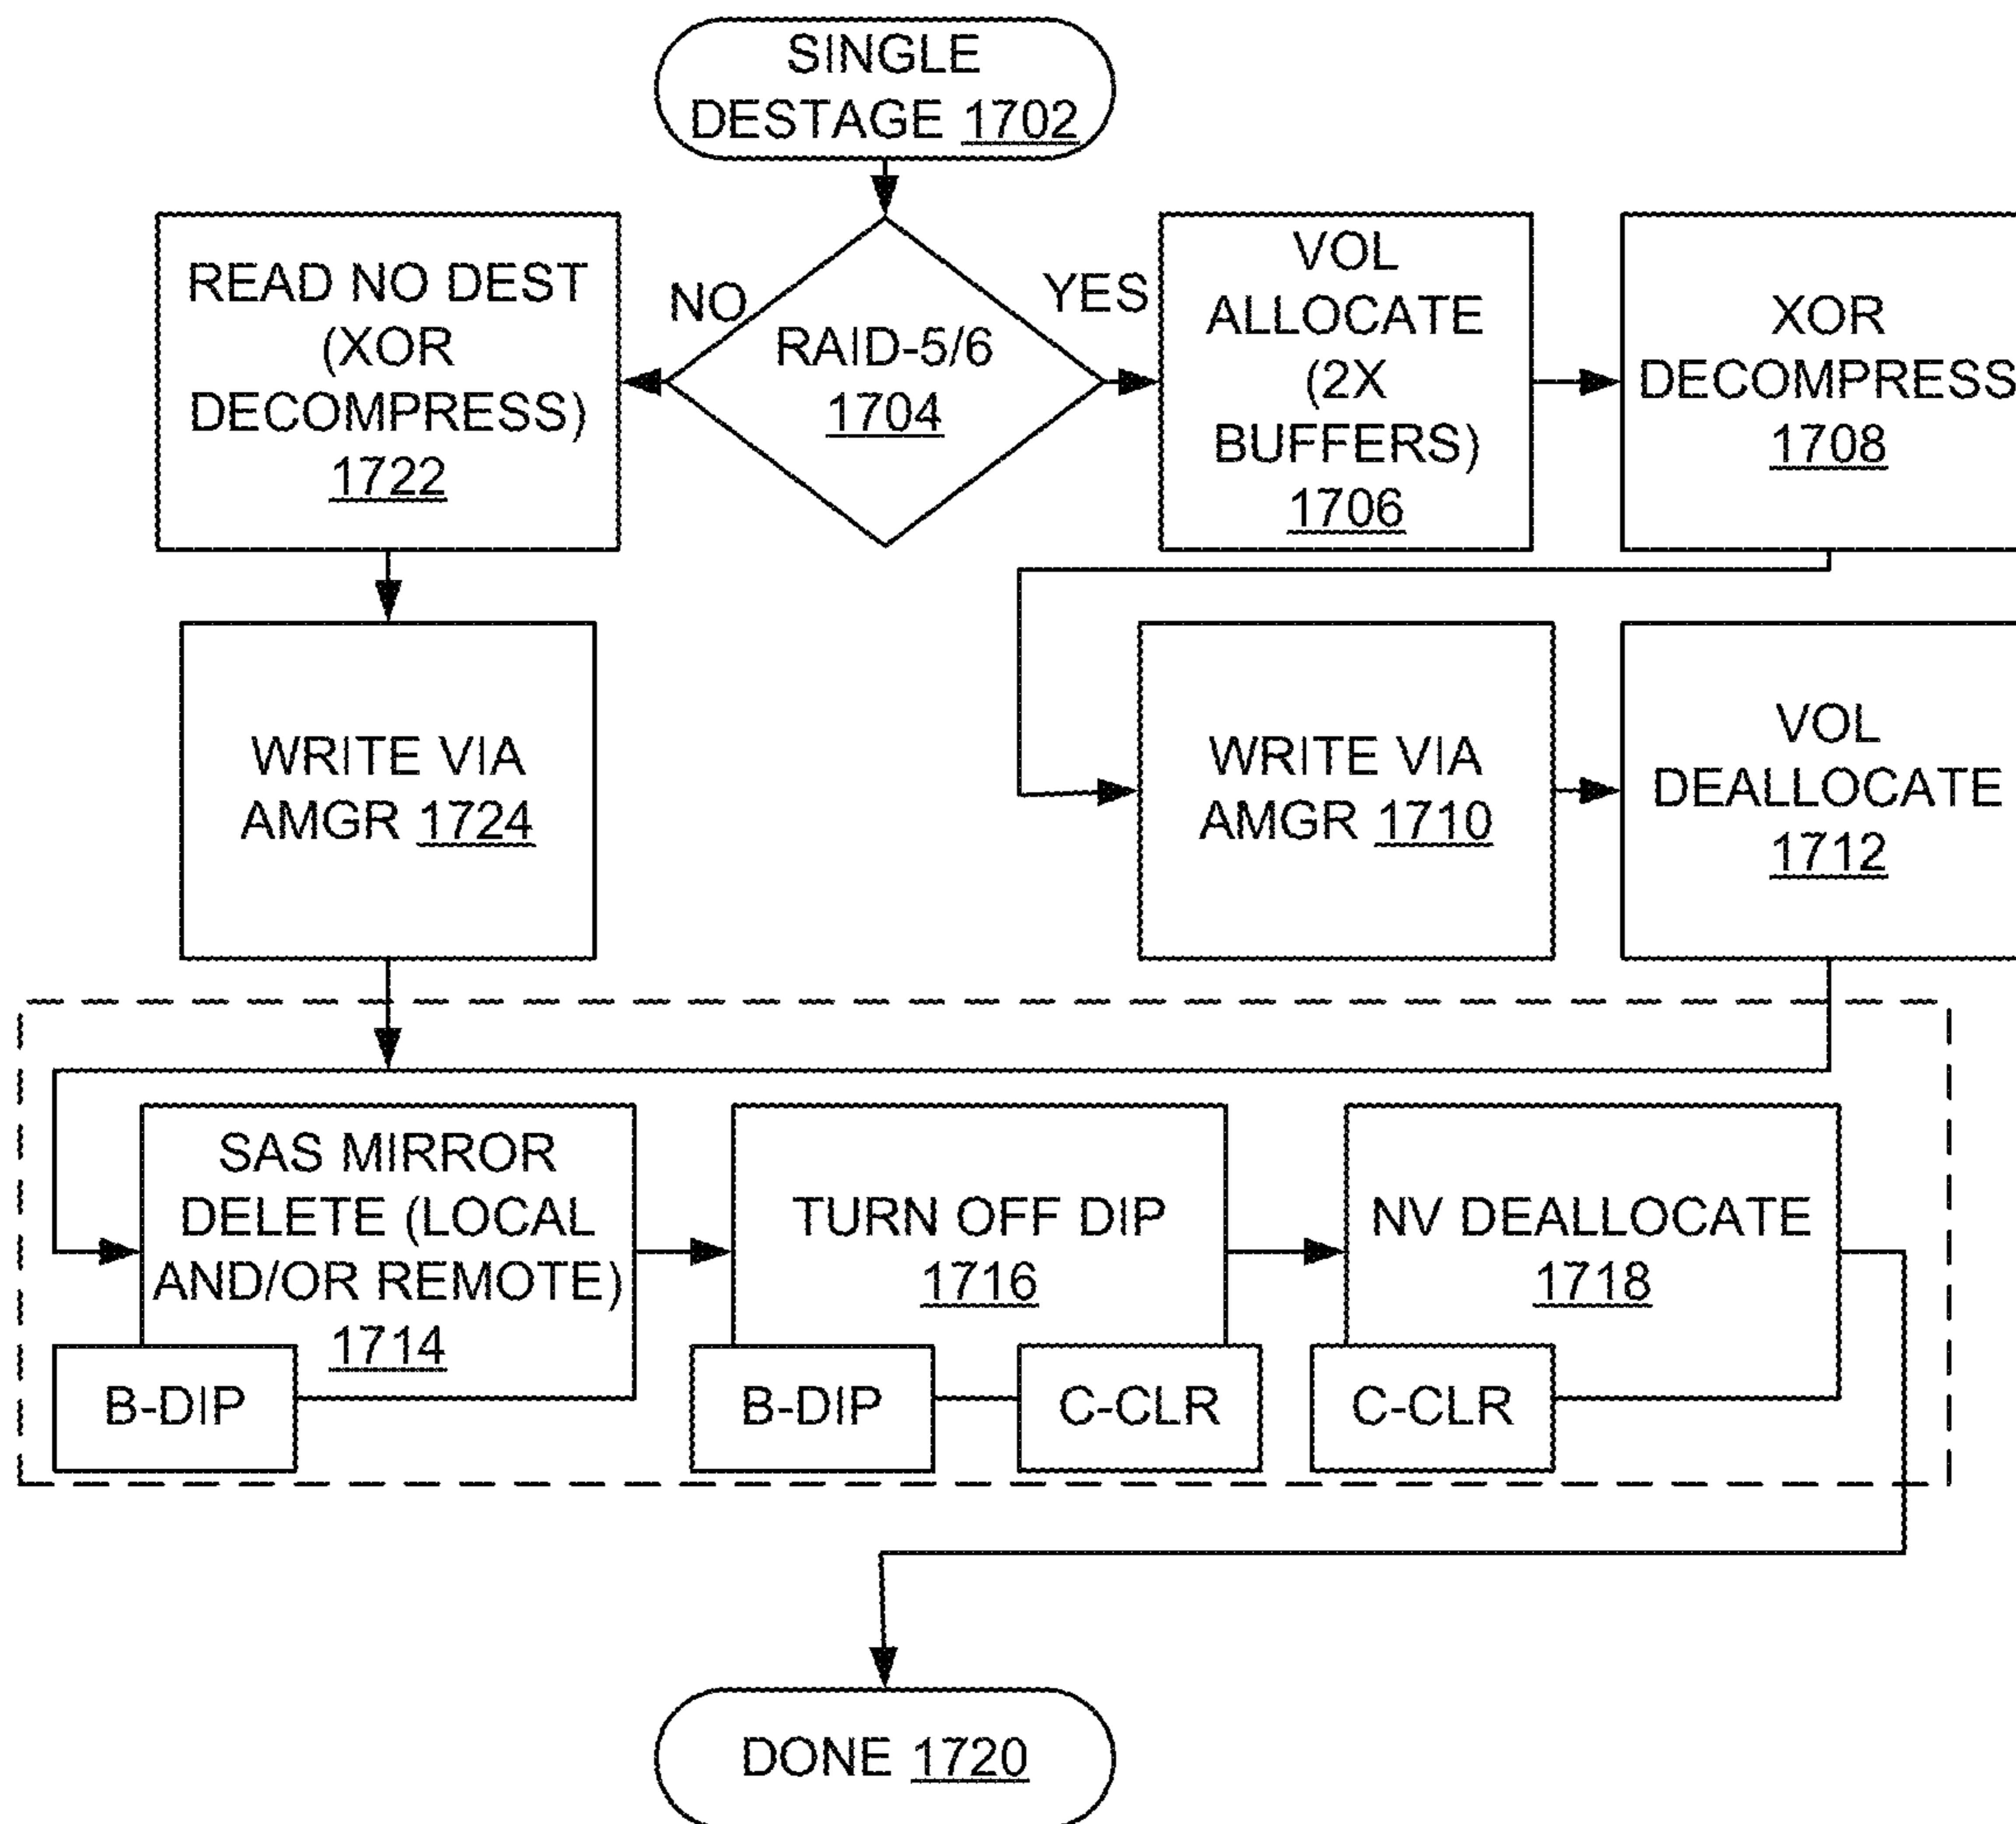 SINGLE
DESTAGE 1702
READ NO DEST
(XOR
DECOMPRESS)
1722
NO
RAID-5/6
1704
YES
VOL
ALLOCATE
(2X
BUFFERS)
1706
XOR
DECOMPRESS
1708
WRITE VIA
AMGR 1724
WRITE VIA
AMGR 1710
VOL
DEALLOCATE
1712
SAS MIRROR
DELETE (LOCAL
AND/OR REMOTE)
1714
B-DIP
TURN OFF DIP
1716
B-DIP
C-CLR
NV DEALLOCATE
1718
C-CLR
DONE 1720